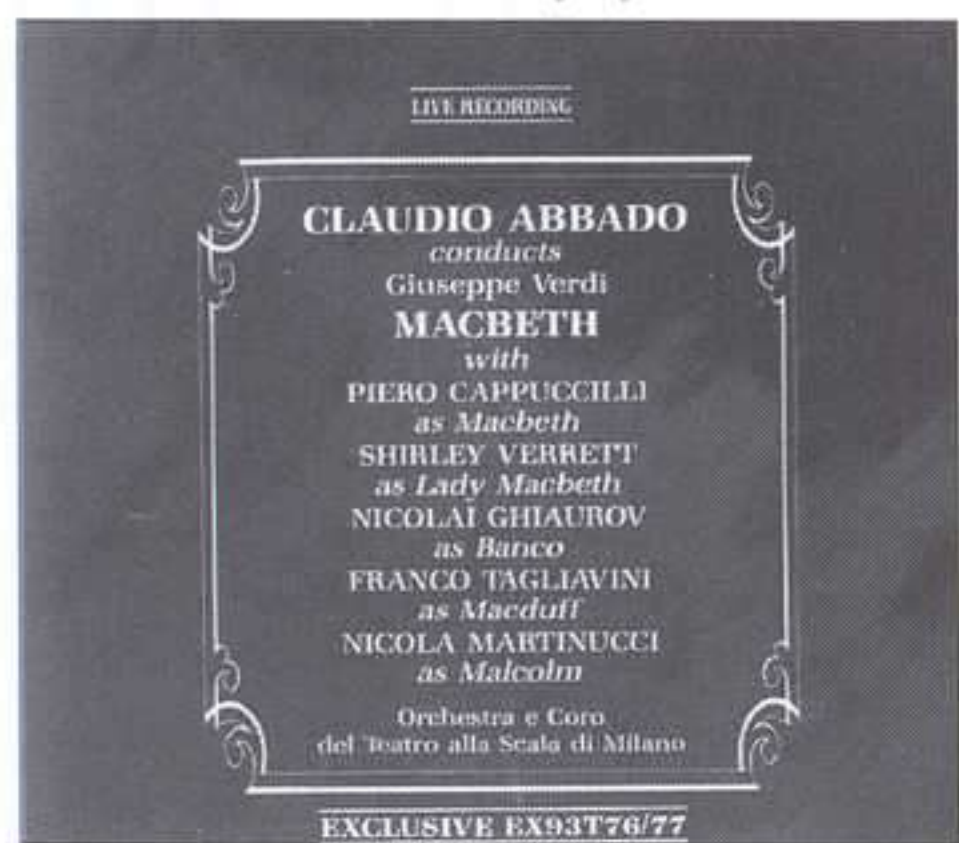 LIVE RECORDING
CLAUDIO ABBADO
conducts
Giuseppe Verdi
MACBETH
with
PIERO CAPPUCCILLI
as Macbeth
SHIRLEY VERRETT
as Lady Macbeth
NICOLAI GHIAUROV
as Banco
FRANCO TAGLIAVINI
as Macduff
NICOLA MARTINUCCI
as Malcolm
Orchestra e Coro
del Teatro alla Scala di Milano
EXCLUSIVE EX93T76/77